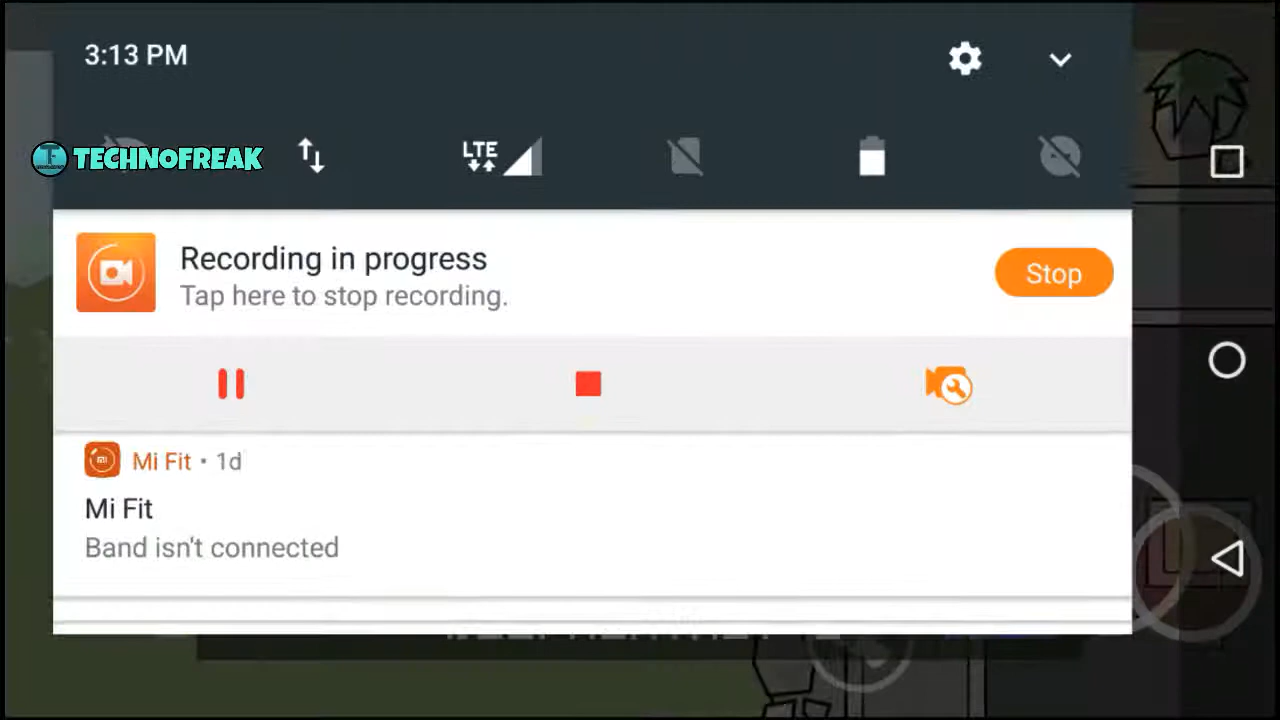 3:13 PM
TECHNOFREAK
LTE
Recording in progress
Tap here to stop recording.
Stop
Mi Fit • 1d
Mi Fit
Band isn't connected